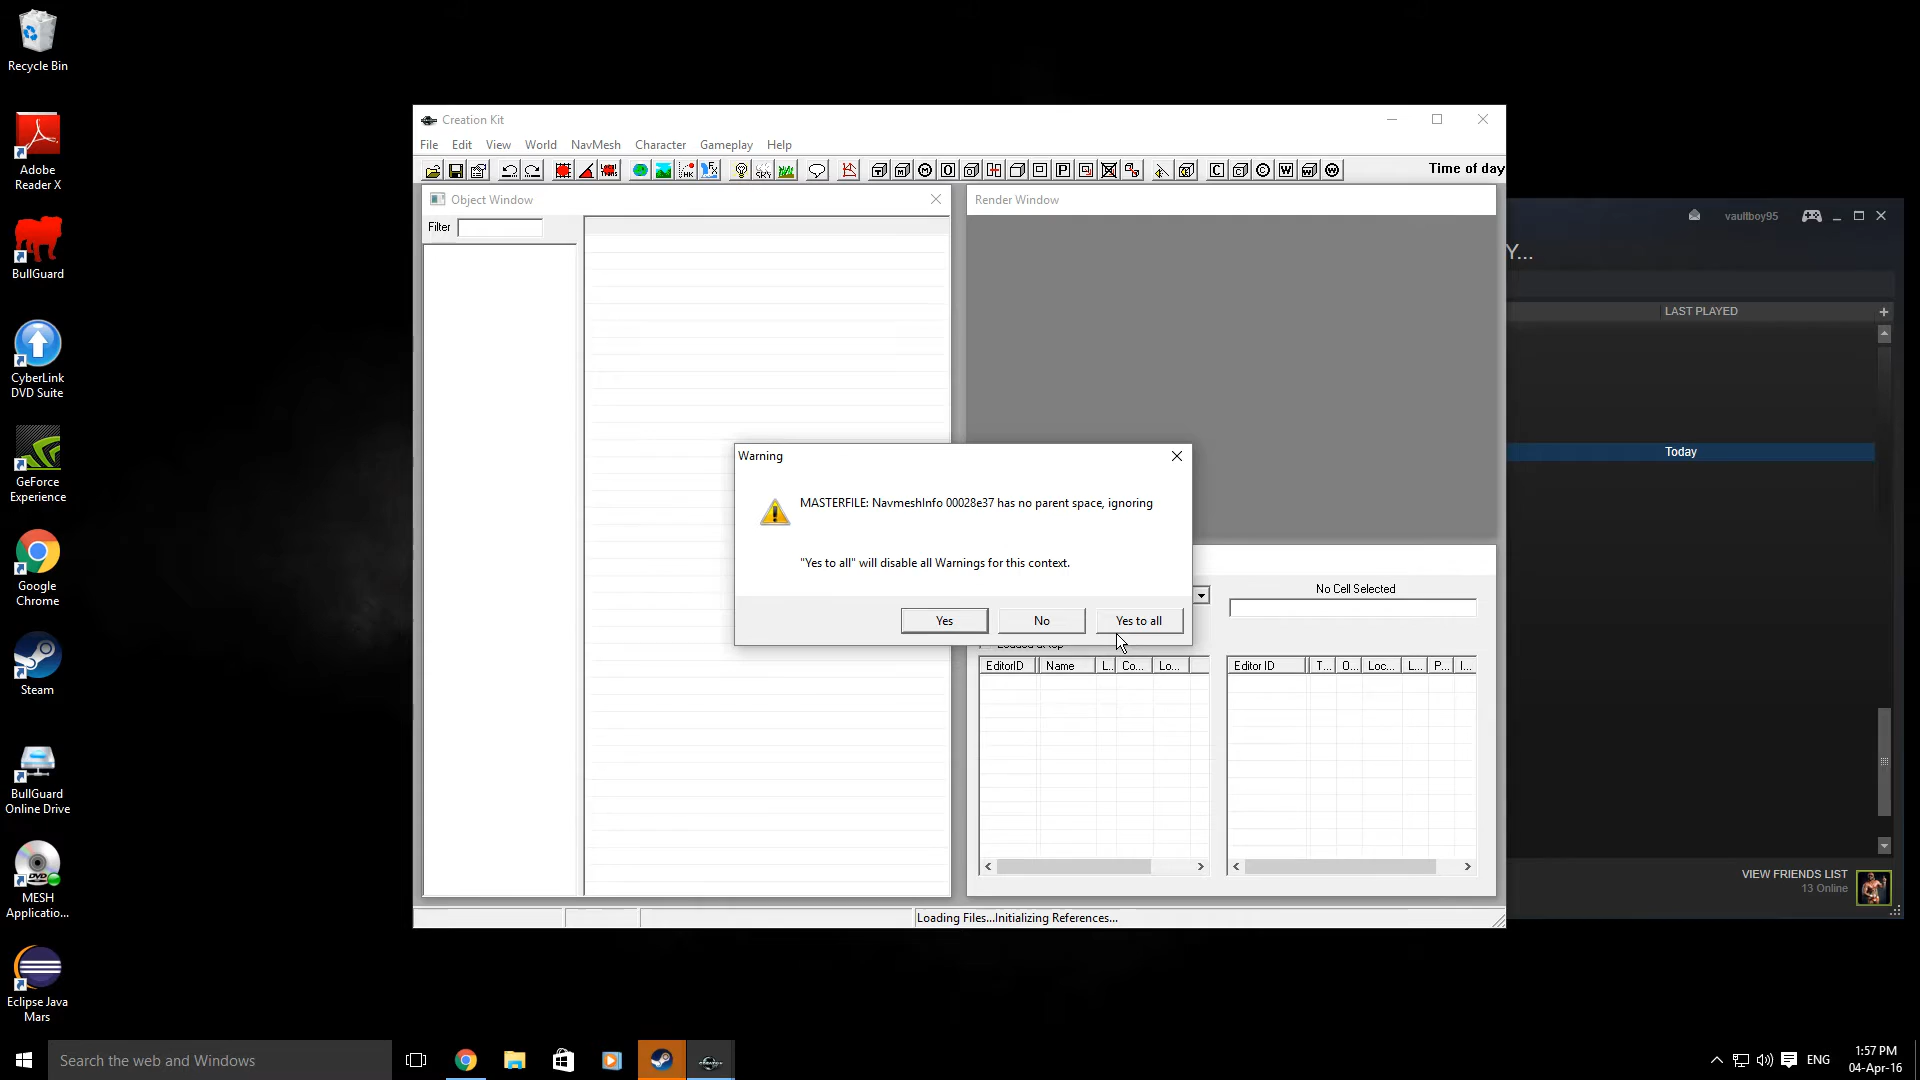 Recycle Bin
Adobe
Reader X
BullGuard
CyberLink
DVD Suite
GeForce
Experience
Google
Chrome
Steam
BullGuard
Online Drive
MESH
Applicatio...
Eclipse Java
Mars
Creation Kit
File Edit View World NavMesh Character Gameplay Help
Time of day
Object Window
Filter
Render Window
Warning
MASTERFILE: NavmeshInfo 00028e37 has no parent space, ignoring
"Yes to all" will disable all Warnings for this context.
Yes No Yes to all
No Cell Selected
EditorID Name L.. Co... Lo...
Editor ID T... O... Loc... L... P... I...
Loading Files...Initializing References...
vaultboy95
Y...
LAST PLAYED +
Today
VIEW FRIENDS LIST
13 Online
Search the web and Windows
ENG
1:57 PM
04-Apr-16